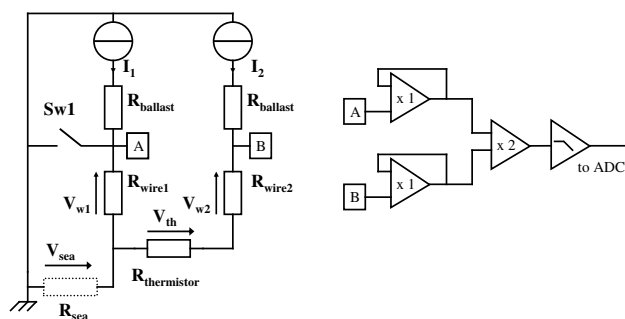 I1
I2
Rballast
Rballast
Sw1
A
B
Rwire1
Rwire2
Vw1
Vw2
Vth
Vsea
Rthermistor
Rsea
A
x 1
x 2
to ADC
B
x 1